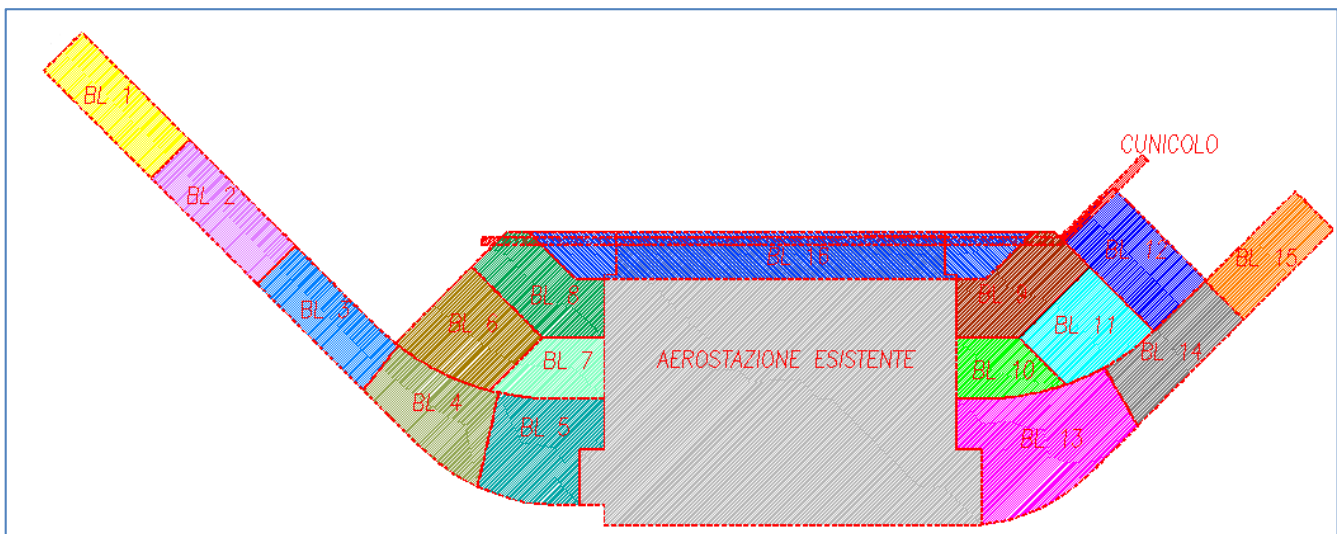 BL 1
BL 2
BL 3
BL 4
BL 5
BL 6
BL 7
BL 8
BL 16
AEROSTAZIONE ESISTENTE
CUNICOLO
BL 9
BL 10
BL 11
BL 12
BL 13
BL 14
BL 15